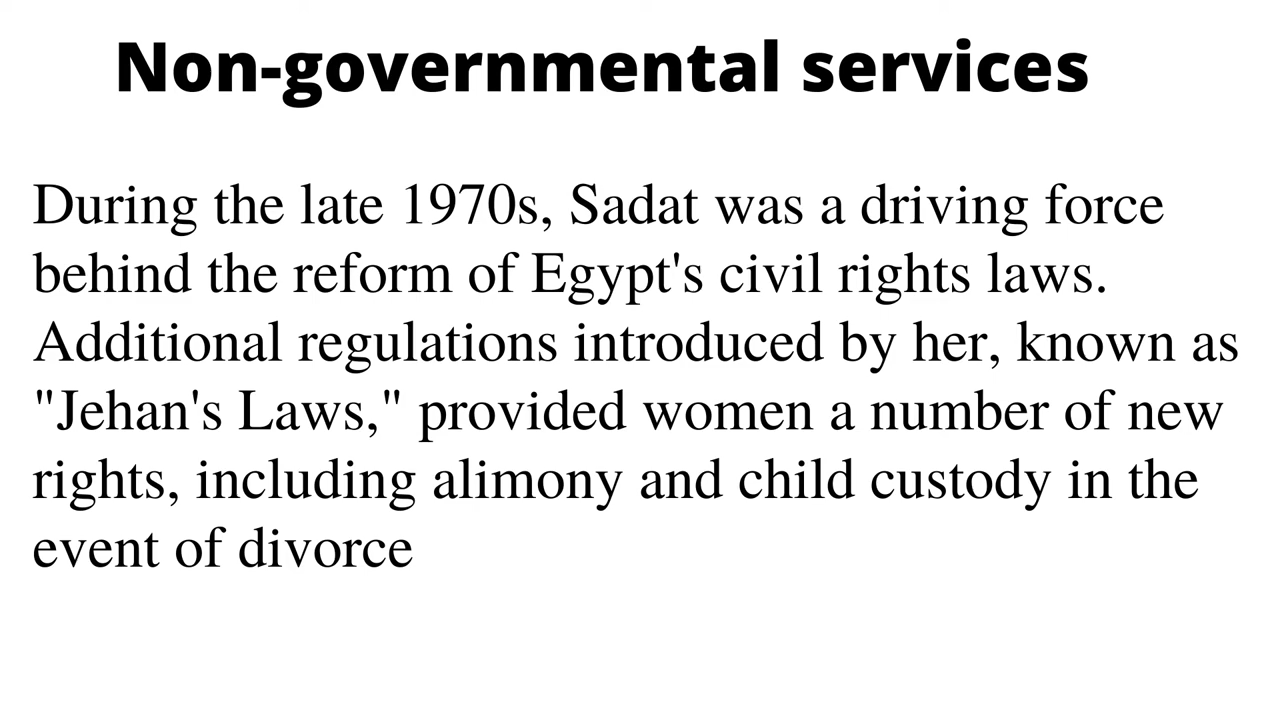 Non-governmental services
During the late 1970s, Sadat was a driving force
behind the reform of Egypt's civil rights laws.
Additional regulations introduced by her, known as
"Jehan's Laws," provided women a number of new
rights, including alimony and child custody in the
event of divorce